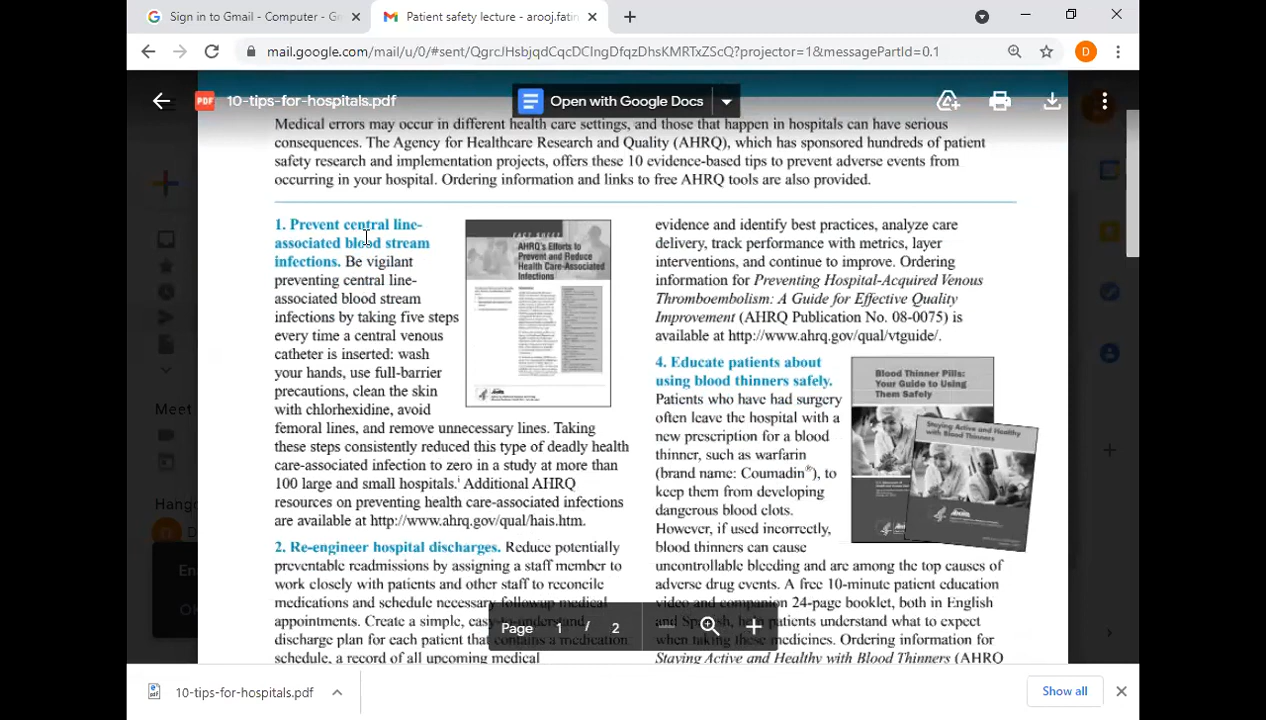 Sign in to Gmail - Computer - G
Patient safety lecture - arooj.fatin
mail.google.com/mail/u/0/#sent/QgrcJHsbjqdCqcDCIngDfqzDhsKMRTxZScQ?projector=1&messagePartId=0.1
D
PDF
10-tips-for-hospitals.pdf
Open with Google Docs
Medical errors may occur in different health care settings, and those that happen in hospitals can have serious
consequences. The Agency for Healthcare Research and Quality (AHRQ), which has sponsored hundreds of patient
safety research and implementation projects, offers these 10 evidence-based tips to prevent adverse events from
occurring in your hospital. Ordering information and links to free AHRQ tools are also provided.
1. Prevent central line-
associated blood stream
infections. Be vigilant
preventing central line-
associated blood stream
infections by taking five steps
every time a central venous
catheter is inserted: wash
your hands, use full-barrier
precautions, clean the skin
with chlorhexidine, avoid
femoral lines, and remove unnecessary lines. Taking
these steps consistently reduced this type of deadly health
care-associated infection to zero in a study at more than
100 large and small hospitals.i Additional AHRQ
resources on preventing health care-associated infections
are available at http://www.ahrq.gov/qual/hais.htm.
2. Re-engineer hospital discharges. Reduce potentially
preventable readmissions by assigning a staff member to
work closely with patients and other staff to reconcile
medications and schedule necessary followup medical
appointments. Create a simple, easy-to-understand
discharge plan for each patient that contains a medication
schedule, a record of all upcoming medical
FACT SHEET
AHRQ's Efforts to
Prevent and Reduce
Health Care-Associated
Infections
evidence and identify best practices, analyze care
delivery, track performance with metrics, layer
interventions, and continue to improve. Ordering
information for Preventing Hospital-Acquired Venous
Thromboembolism: A Guide for Effective Quality
Improvement (AHRQ Publication No. 08-0075) is
available at http://www.ahrq.gov/qual/vtguide/.
4. Educate patients about
using blood thinners safely.
Patients who have had surgery
often leave the hospital with a
new prescription for a blood
thinner, such as warfarin
(brand name: Coumadin®), to
keep them from developing
dangerous blood clots.
However, if used incorrectly,
blood thinners can cause
uncontrollable bleeding and are among the top causes of
adverse drug events. A free 10-minute patient education
video and companion 24-page booklet, both in English
and Spanish, help patients understand what to expect
when taking these medicines. Ordering information for
Staying Active and Healthy with Blood Thinners (AHRQ
Blood Thinner Pills:
Your Guide to Using
Them Safely
Staying Active and Healthy
with Blood Thinners
Meet
Hang
D
Page 1 / 2
10-tips-for-hospitals.pdf
Show all